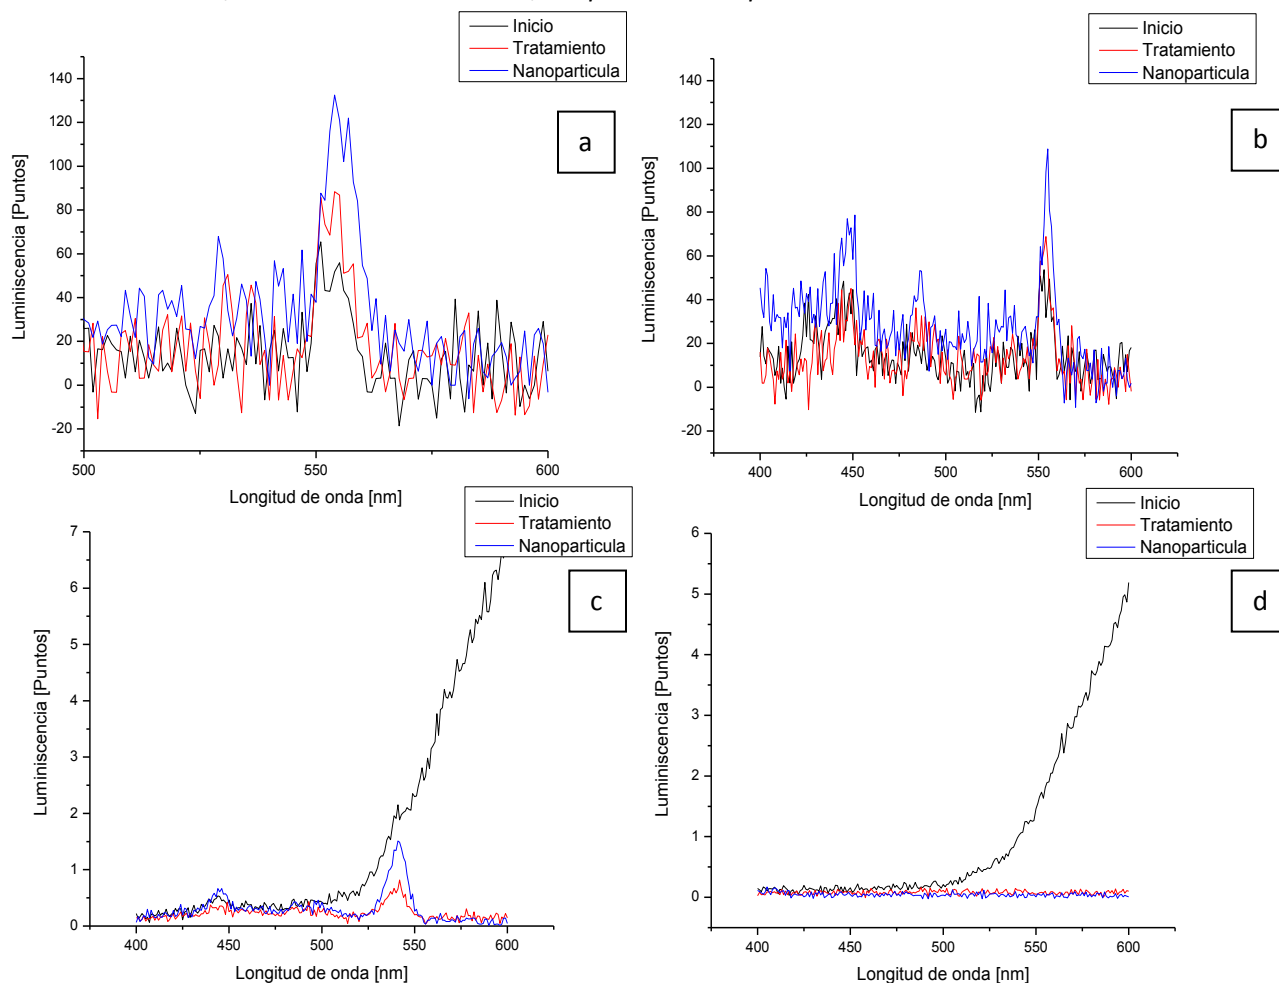 Inicio
Tratamiento
Nanoparticula
a
Luminiscencia [Puntos]
140
120
100
80
60
40
20
0
-20
500
550
600
Longitud de onda [nm]
Inicio
Tratamiento
Nanoparticula
b
Luminiscencia [Puntos]
140
120
100
80
60
40
20
0
-20
400
450
500
550
600
Longitud de onda [nm]
Inicio
Tratamiento
Nanoparticula
c
Luminiscencia [Puntos]
7
6
5
4
3
2
1
0
400
450
500
550
600
Longitud de onda [nm]
Inicio
Tratamiento
Nanoparticula
d
Luminiscencia [Puntos]
6
5
4
3
2
1
0
400
450
500
550
600
Longitud de onda [nm]